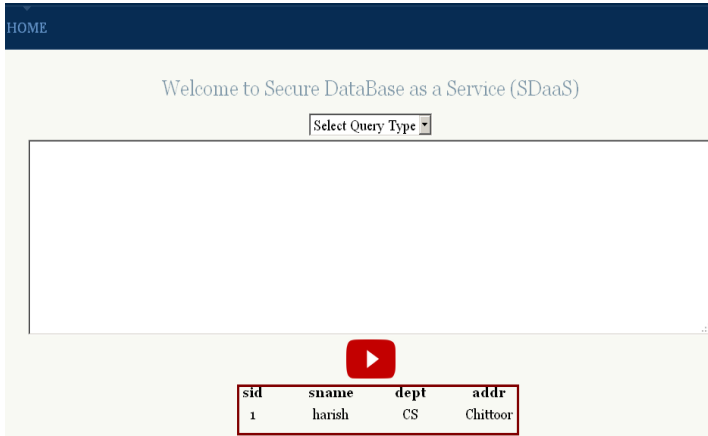 HOME
Welcome to Secure DataBase as a Service (SDaaS)
Select Query Type
sid sname dept addr
1 harish CS Chittoor